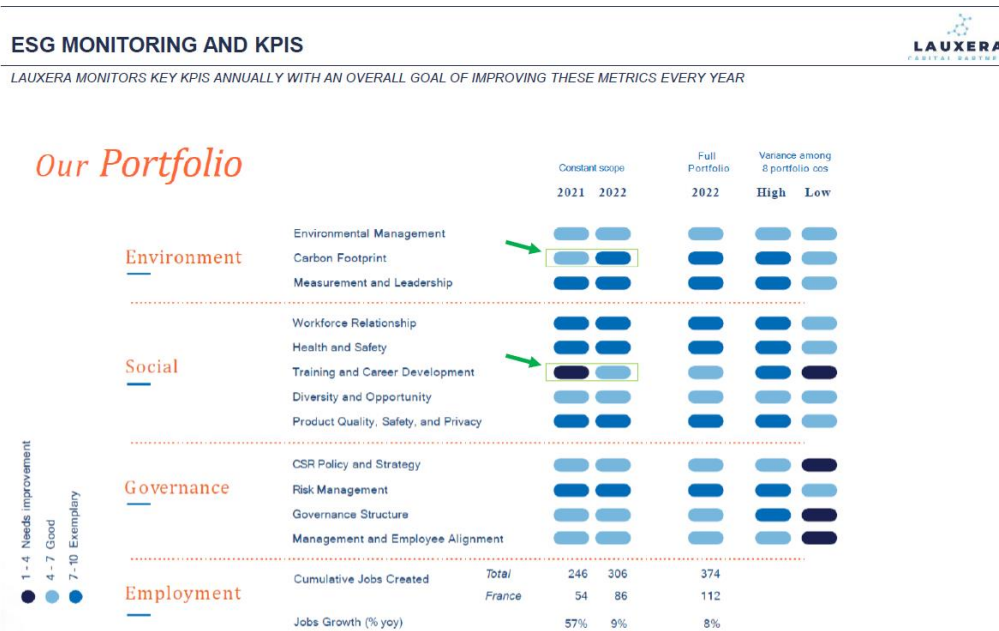 ESG MONITORING AND KPIS
LAUXERA
CAPITAL PARTNE
LAUXERA MONITORS KEY KPIS ANNUALLY WITH AN OVERALL GOAL OF IMPROVING THESE METRICS EVERY YEAR
Our Portfolio
Constant scope
Full Portfolio
Variance among 8 portfolio cos
2021 2022 2022 High Low
Environment
Environmental Management
Carbon Footprint
Measurement and Leadership
Social
Workforce Relationship
Health and Safety
Training and Career Development
Diversity and Opportunity
Product Quality, Safety, and Privacy
Governance
CSR Policy and Strategy
Risk Management
Governance Structure
Management and Employee Alignment
Employment
Cumulative Jobs Created Total 246 306 374
France 54 86 112
Jobs Growth (% yoy) 57% 9% 8%
1 - 4 Needs improvement
4 - 7 Good
7-10 Exemplary